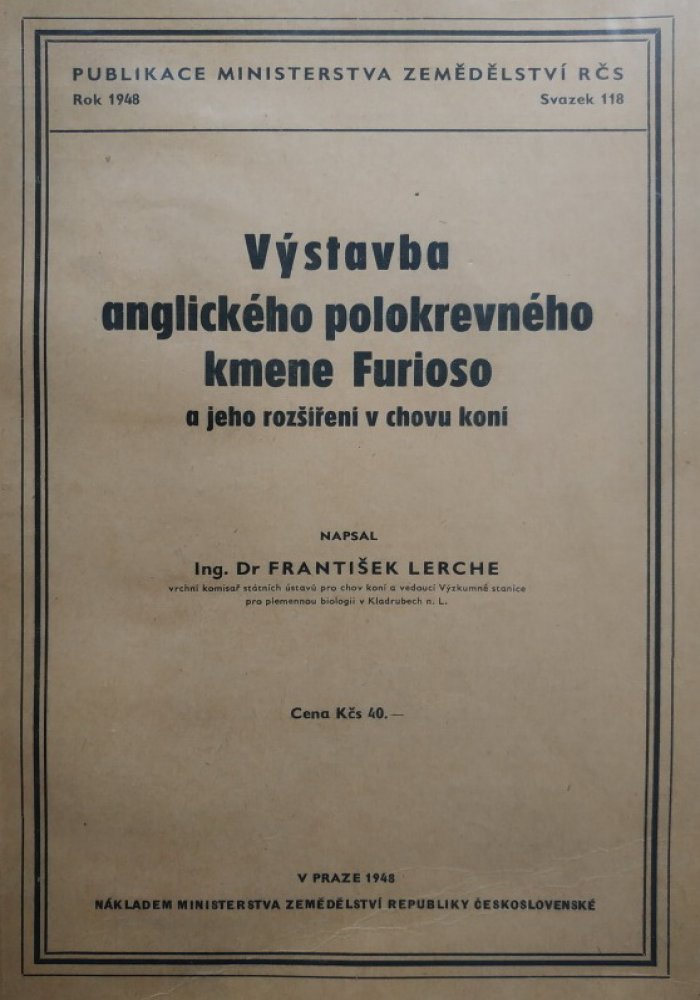 PUBLIKACE MINISTERSTVA ZEMĚDĚLSTVÍ RČS
Rok 1948 Svazek 118
Výstavba
anglického polokrevného
kmene Furioso
a jeho rozšíření v chovu koní
NAPSAL
Ing. Dr FRANTIŠEK LERCHE
vrchní komisař státních ústavů pro chov koní a vedoucí Výzkumné stanice
pro plemennou biologii v Kladrubech n. L.
Cena Kčs 40.—
V PRAZE 1948
NÁKLADEM MINISTERSTVA ZEMĚDĚLSTVÍ REPUBLIKY ČESKOSLOVENSKÉ